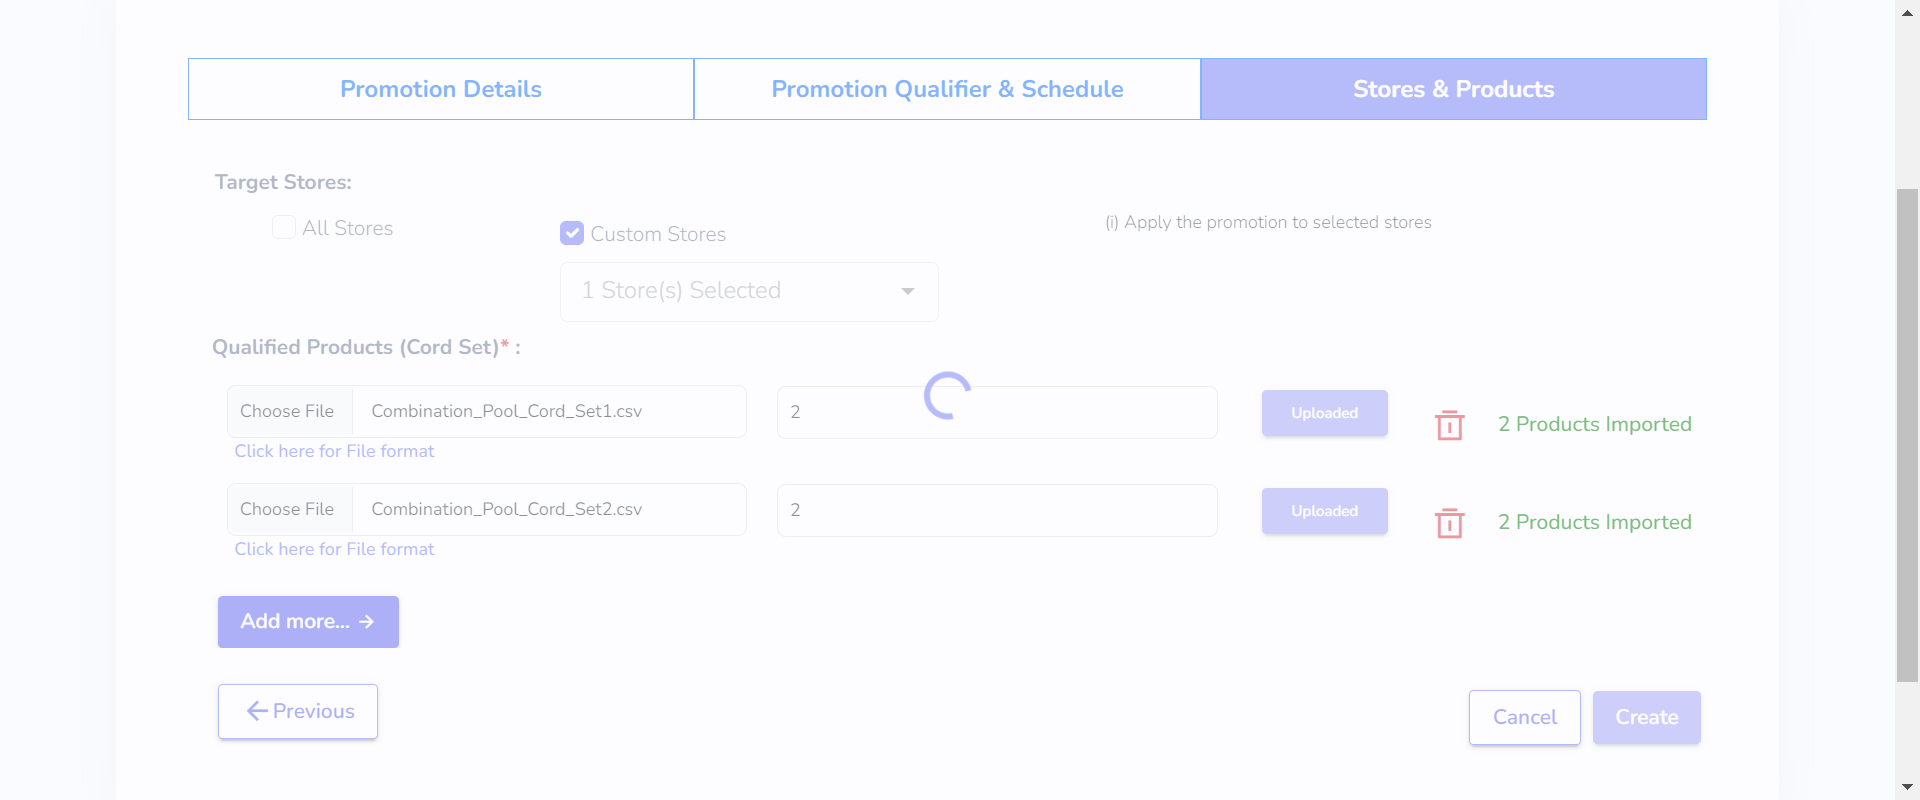 Promotion Details
Promotion Qualifier & Schedule
Stores & Products
Target Stores:
All Stores
Custom Stores
(i) Apply the promotion to selected stores
1 Store(s) Selected
Qualified Products (Cord Set)* :
Choose File Combination_Pool_Cord_Set1.csv
2
Uploaded
2 Products Imported
Click here for File format
Choose File Combination_Pool_Cord_Set2.csv
2
Uploaded
2 Products Imported
Click here for File format
Add more... →
←Previous
Cancel
Create